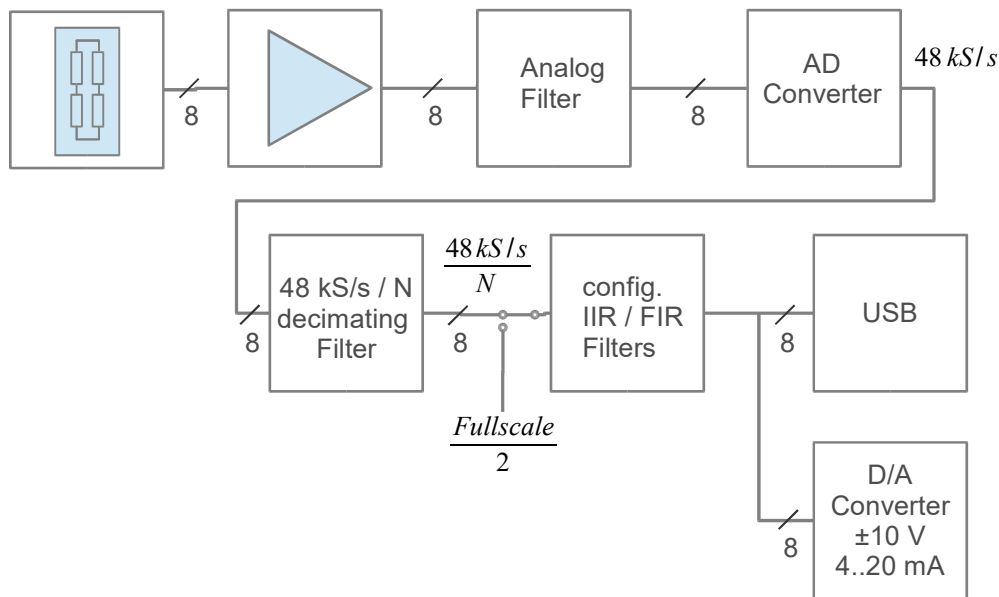 Analog
Filter
AD
Converter
48 kS/s
8
8
8
48 kS/s / N
decimating
Filter
48 kS/s
N
config.
IIR / FIR
Filters
USB
8
8
8
Fullscale
2
D/A
Converter
±10 V
4..20 mA
8